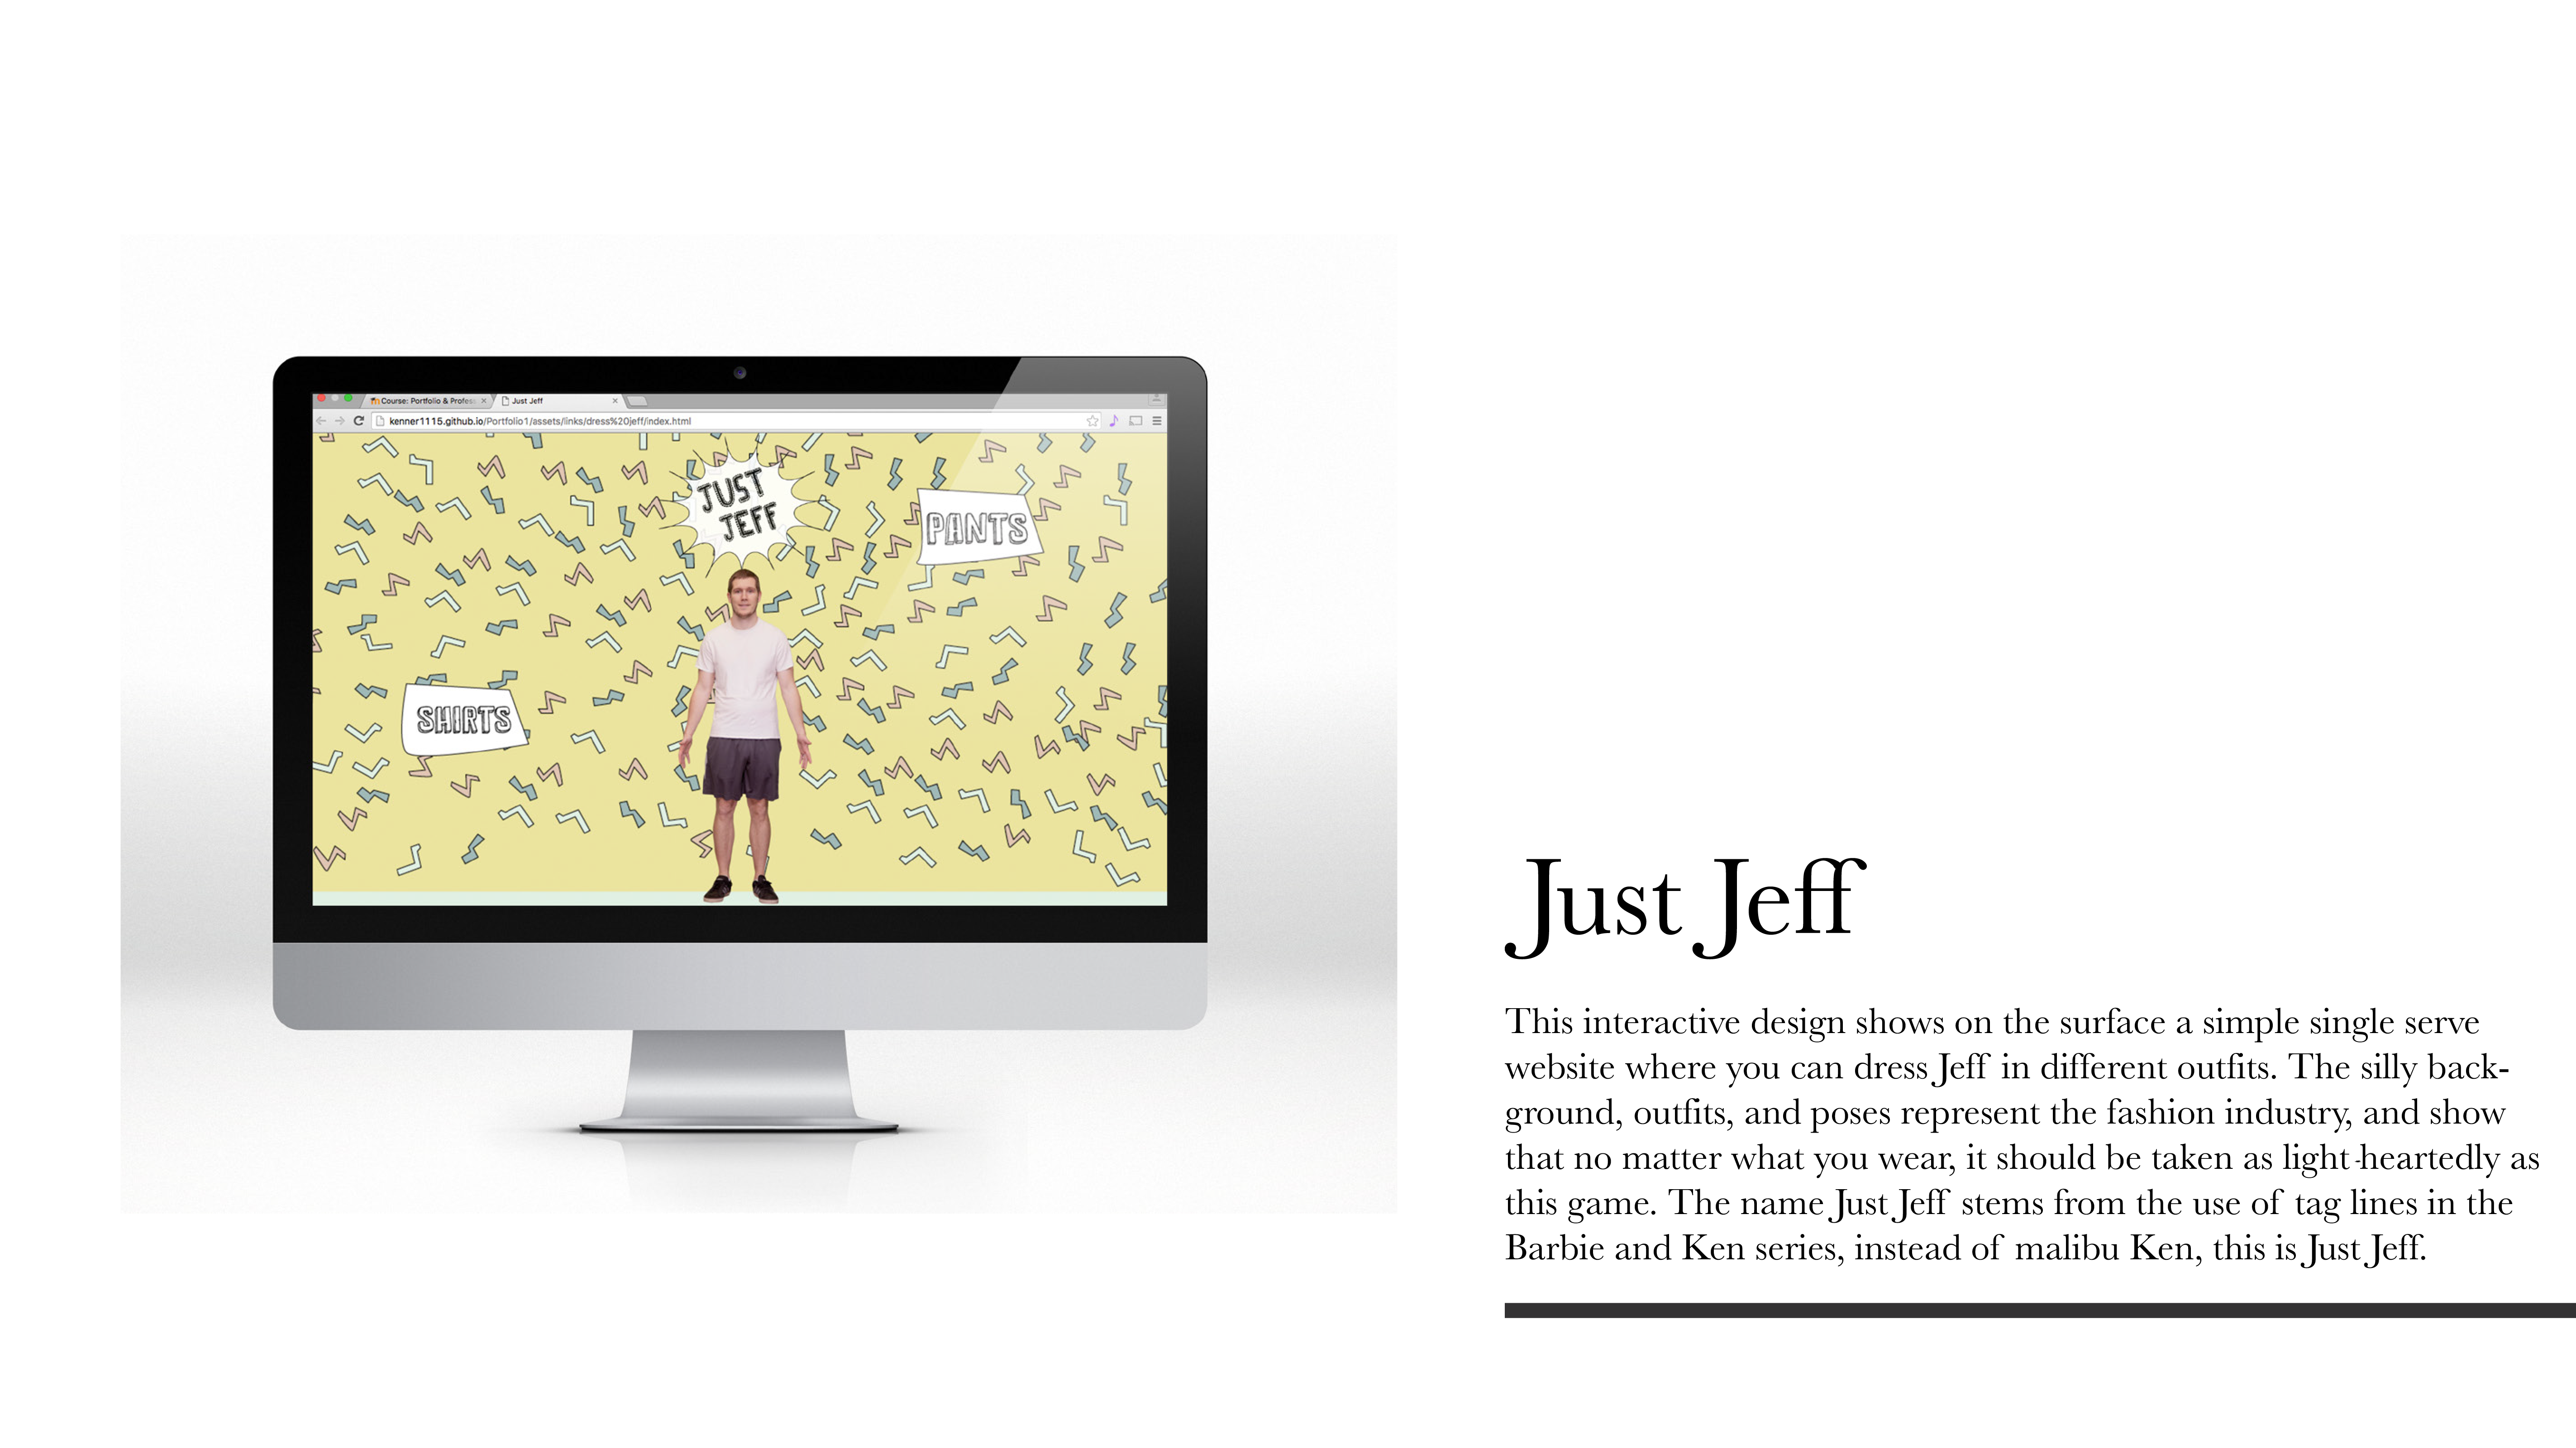 Course: Portfolio & Profes
Just Jeff
kenner1115.github.io/Portfolio1/assets/links/dress%20jeff/index.html
JUST
JEFF
PANTS
SHIRTS
Just Jeff
This interactive design shows on the surface a simple single serve
website where you can dress Jeff in different outfits. The silly back-
ground, outfits, and poses represent the fashion industry, and show
that no matter what you wear, it should be taken as light-heartedly as
this game. The name Just Jeff stems from the use of tag lines in the
Barbie and Ken series, instead of malibu Ken, this is Just Jeff.